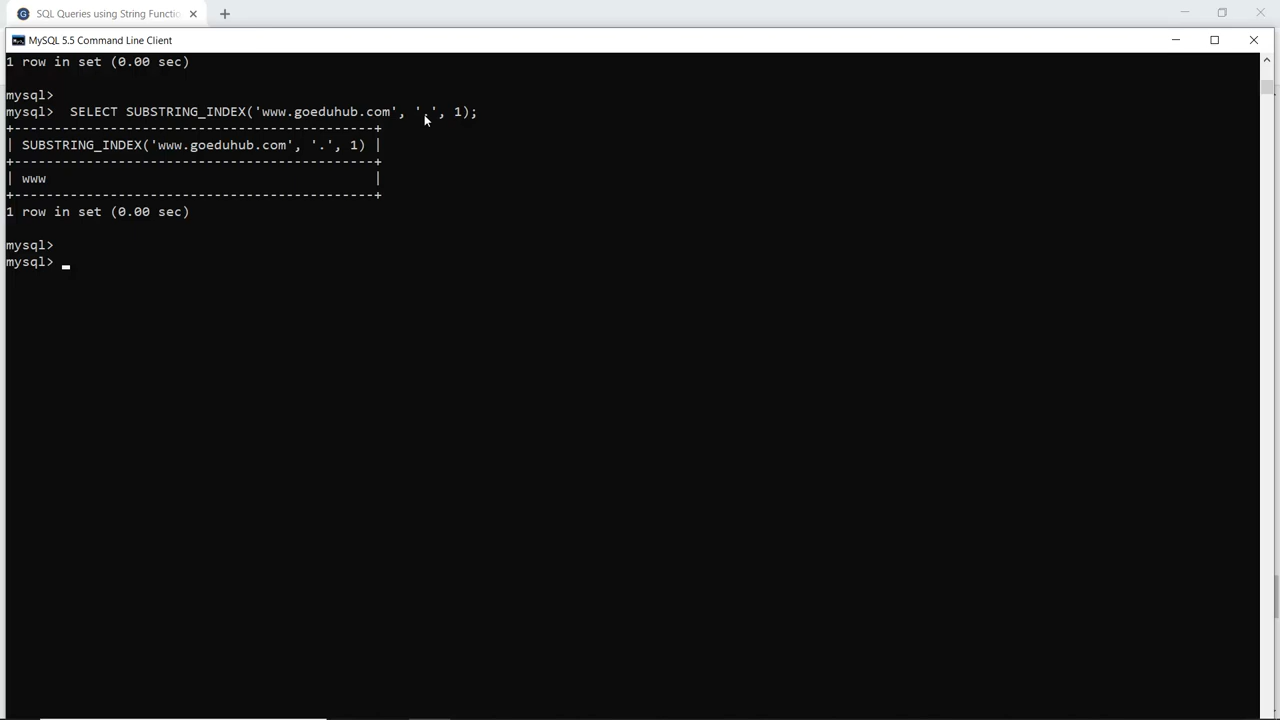 SQL Queries using String Functio
MySQL 5.5 Command Line Client
1 row in set (0.00 sec)
mysql>
mysql>  SELECT SUBSTRING_INDEX('www.goeduhub.com', '.', 1);
+----------------------------------------------+
| SUBSTRING_INDEX('www.goeduhub.com', '.', 1) |
+----------------------------------------------+
| www                                         |
+----------------------------------------------+
1 row in set (0.00 sec)
mysql>
mysql>